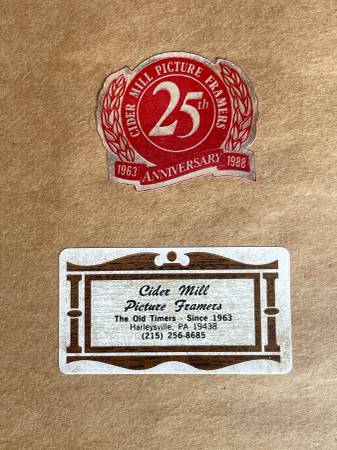 CIDER MILL PICTURE FRAMERS
25th
1963 ANNIVERSARY 1988
Cider Mill
Picture Framers
The Old Timers - Since 1963
Harleysville, PA 19438
(215) 256-8685